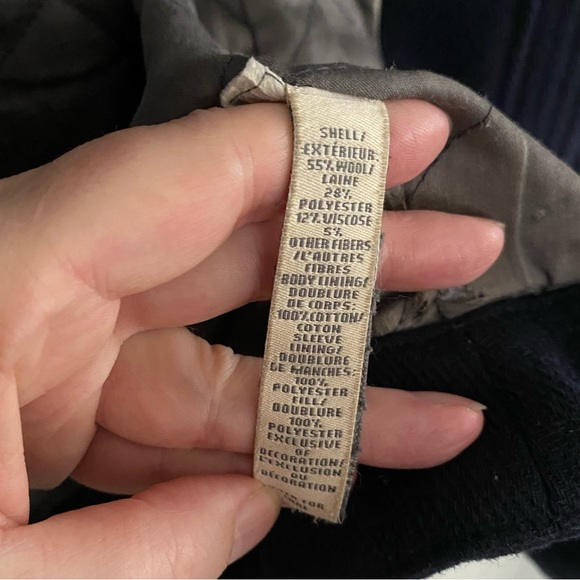 SHELL/
EXTÉRIEUR
55% WOOL/
LAINE
28%
POLYESTER
12% VISCOSE
5%
OTHER FIBERS
/L'AUTRES
FIBRES
BODY LINING/
DOUBLURE
DE CORPS:
100% COTTON/
COTON
SLEEVE
LINING/
DOUBLURE
DE MANCHES:
100%
POLYESTER
FILL/
DOUBLURE
100%
POLYESTER
EXCLUSIVE
OF
DECORATION/
L'EXCLUSION
OU
DÉCORATION
FOR